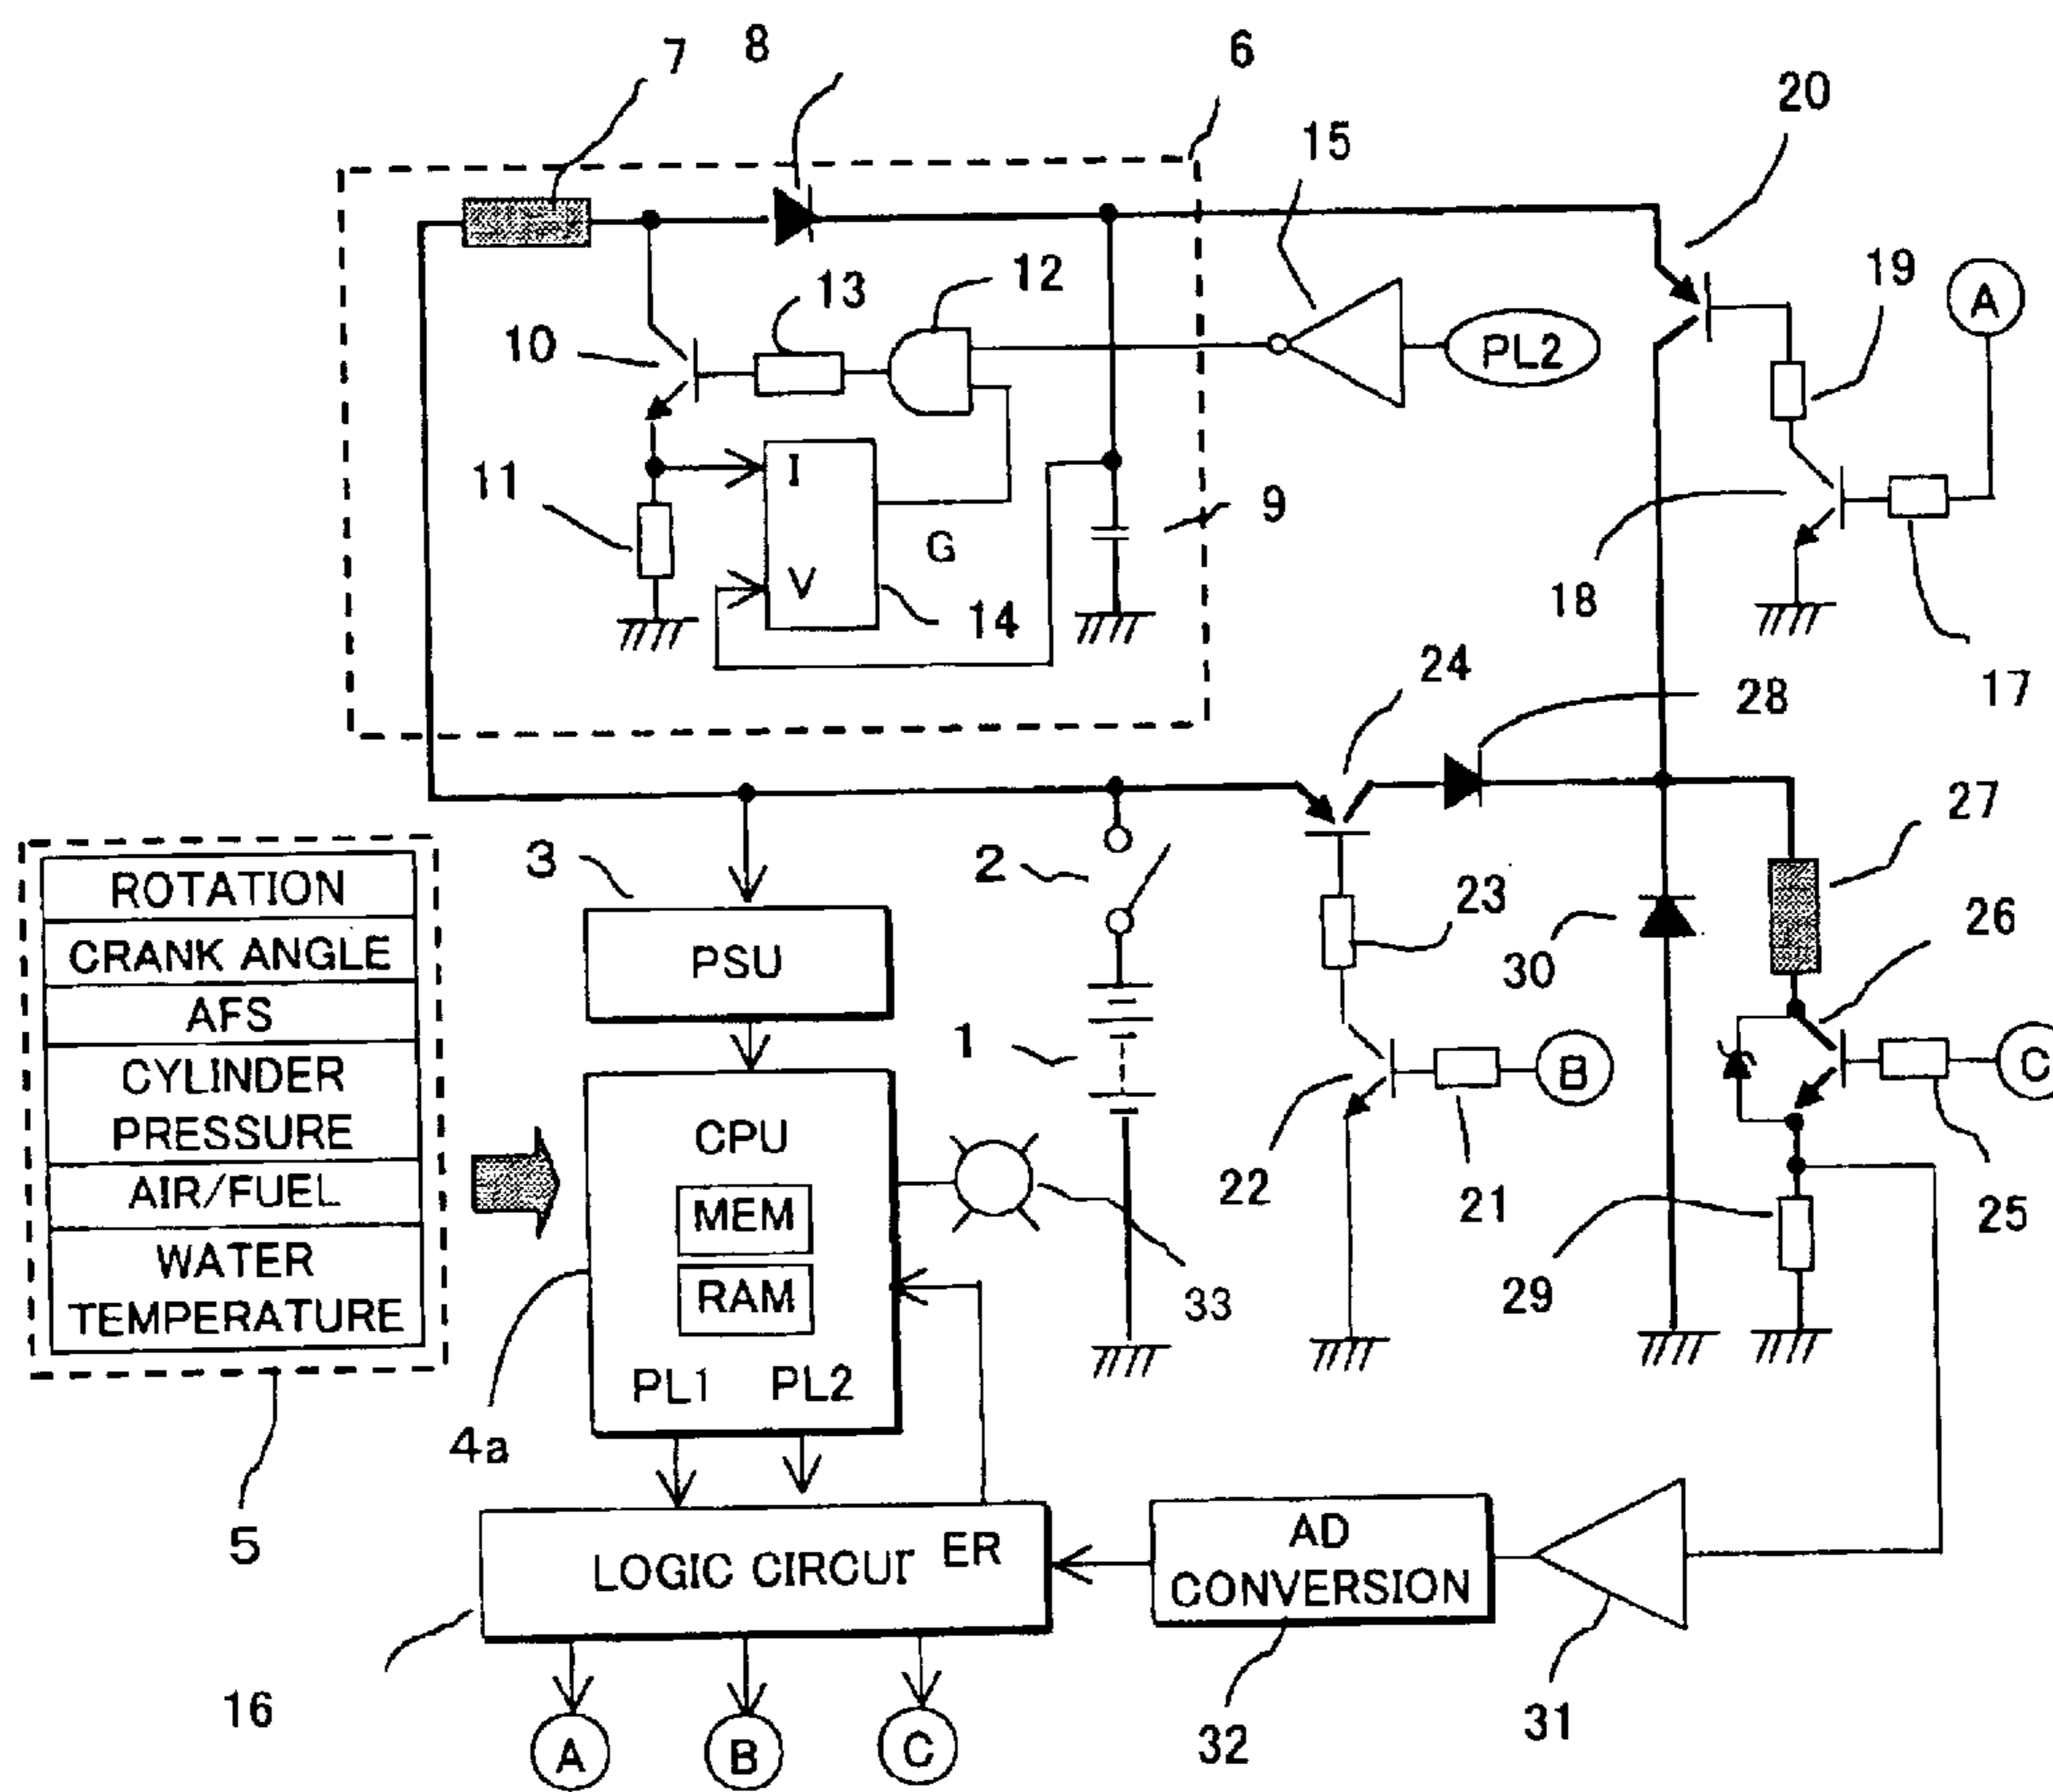 7
8
6
15
20
19
A
13
12
10
PL2
11
I
V
G
14
9
18
17
24
28
27
3
2
23
26
30
ROTATION
CRANK ANGLE
AFS
CYLINDER
PRESSURE
AIR/FUEL
WATER
TEMPERATURE
PSU
1
B
C
CPU
MEM
RAM
PL1 PL2
22
21
25
29
33
4a
5
LOGIC CIRCUI ER
AD
CONVERSION
16
32
31
A
B
C